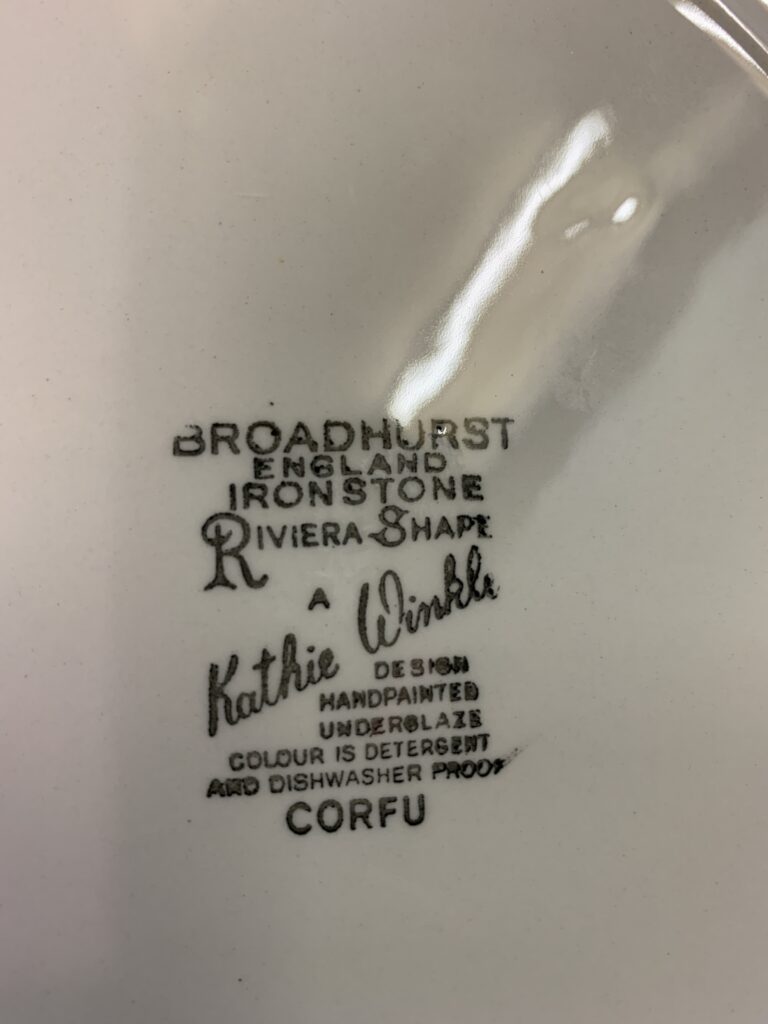 BROADHURST
ENGLAND
IRONSTONE
RIVIERA SHAPE
A
Kathie Winkle
DESIGN
HANDPAINTED
UNDERGLAZE
COLOUR IS DETERGENT
AND DISHWASHER PROOF
CORFU